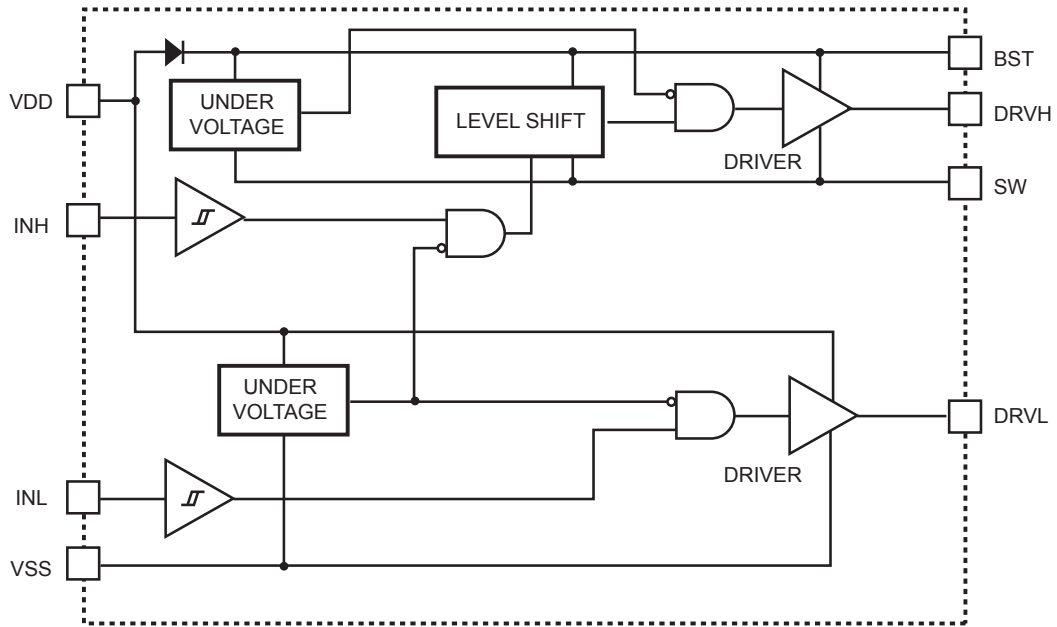 BST
VDD
UNDER
VOLTAGE
LEVEL SHIFT
DRVH
DRIVER
SW
INH
UNDER
VOLTAGE
DRVL
DRIVER
INL
VSS